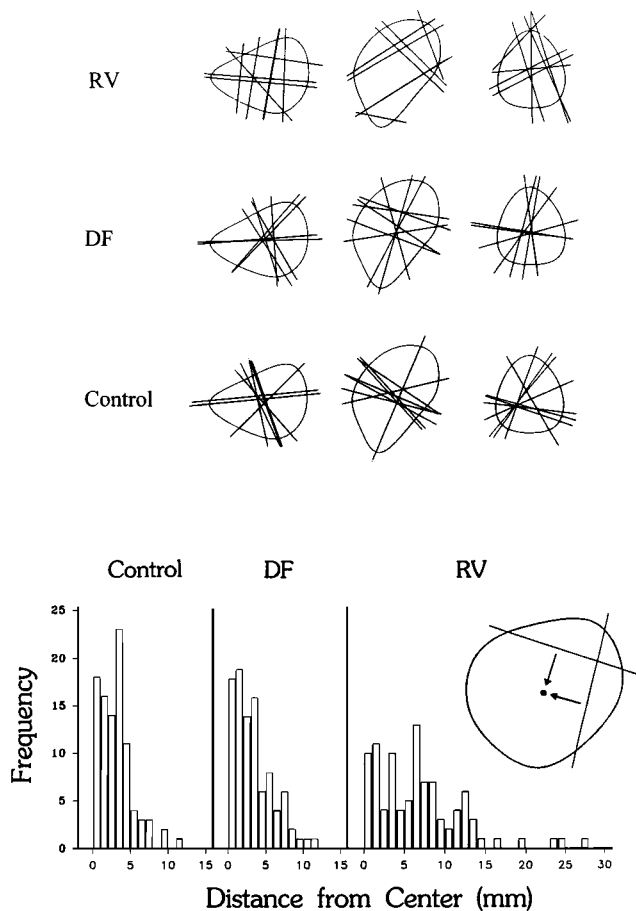 RV
DF
Control
Control DF RV
Frequency
25
20
15
10
5
0
0 5 10 15 0 5 10 15 0 5 10 15 20 25 30
Distance from Center (mm)